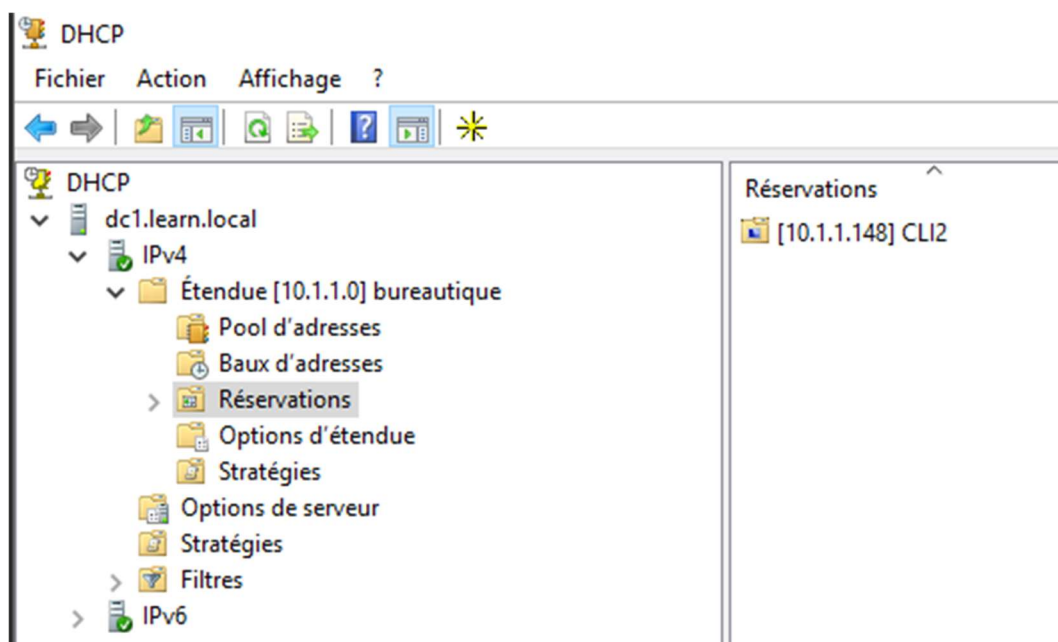 DHCP
Fichier Action Affichage ?
DHCP
dc1.learn.local
IPv4
Étendue [10.1.1.0] bureautique
Pool d'adresses
Baux d'adresses
Réservations
Options d'étendue
Stratégies
Options de serveur
Stratégies
Filtres
IPv6
Réservations
[10.1.1.148] CLI2